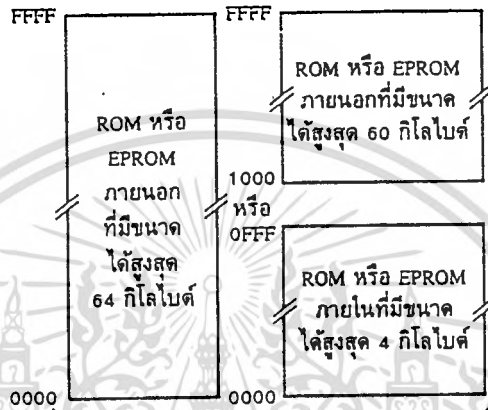 FFFF
ROM หรือ
EPROM
ภายนอก
ที่มีขนาด
ได้สูงสุด
64 กิโลไบต์
0000
FFFF
ROM หรือ EPROM
ภายนอกที่มีขนาด
ได้สูงสุด 60 กิโลไบต์
1000
หรือ
0FFF
ROM หรือ EPROM
ภายในที่มีขนาด
ได้สูงสุด 4 กิโลไบต์
0000